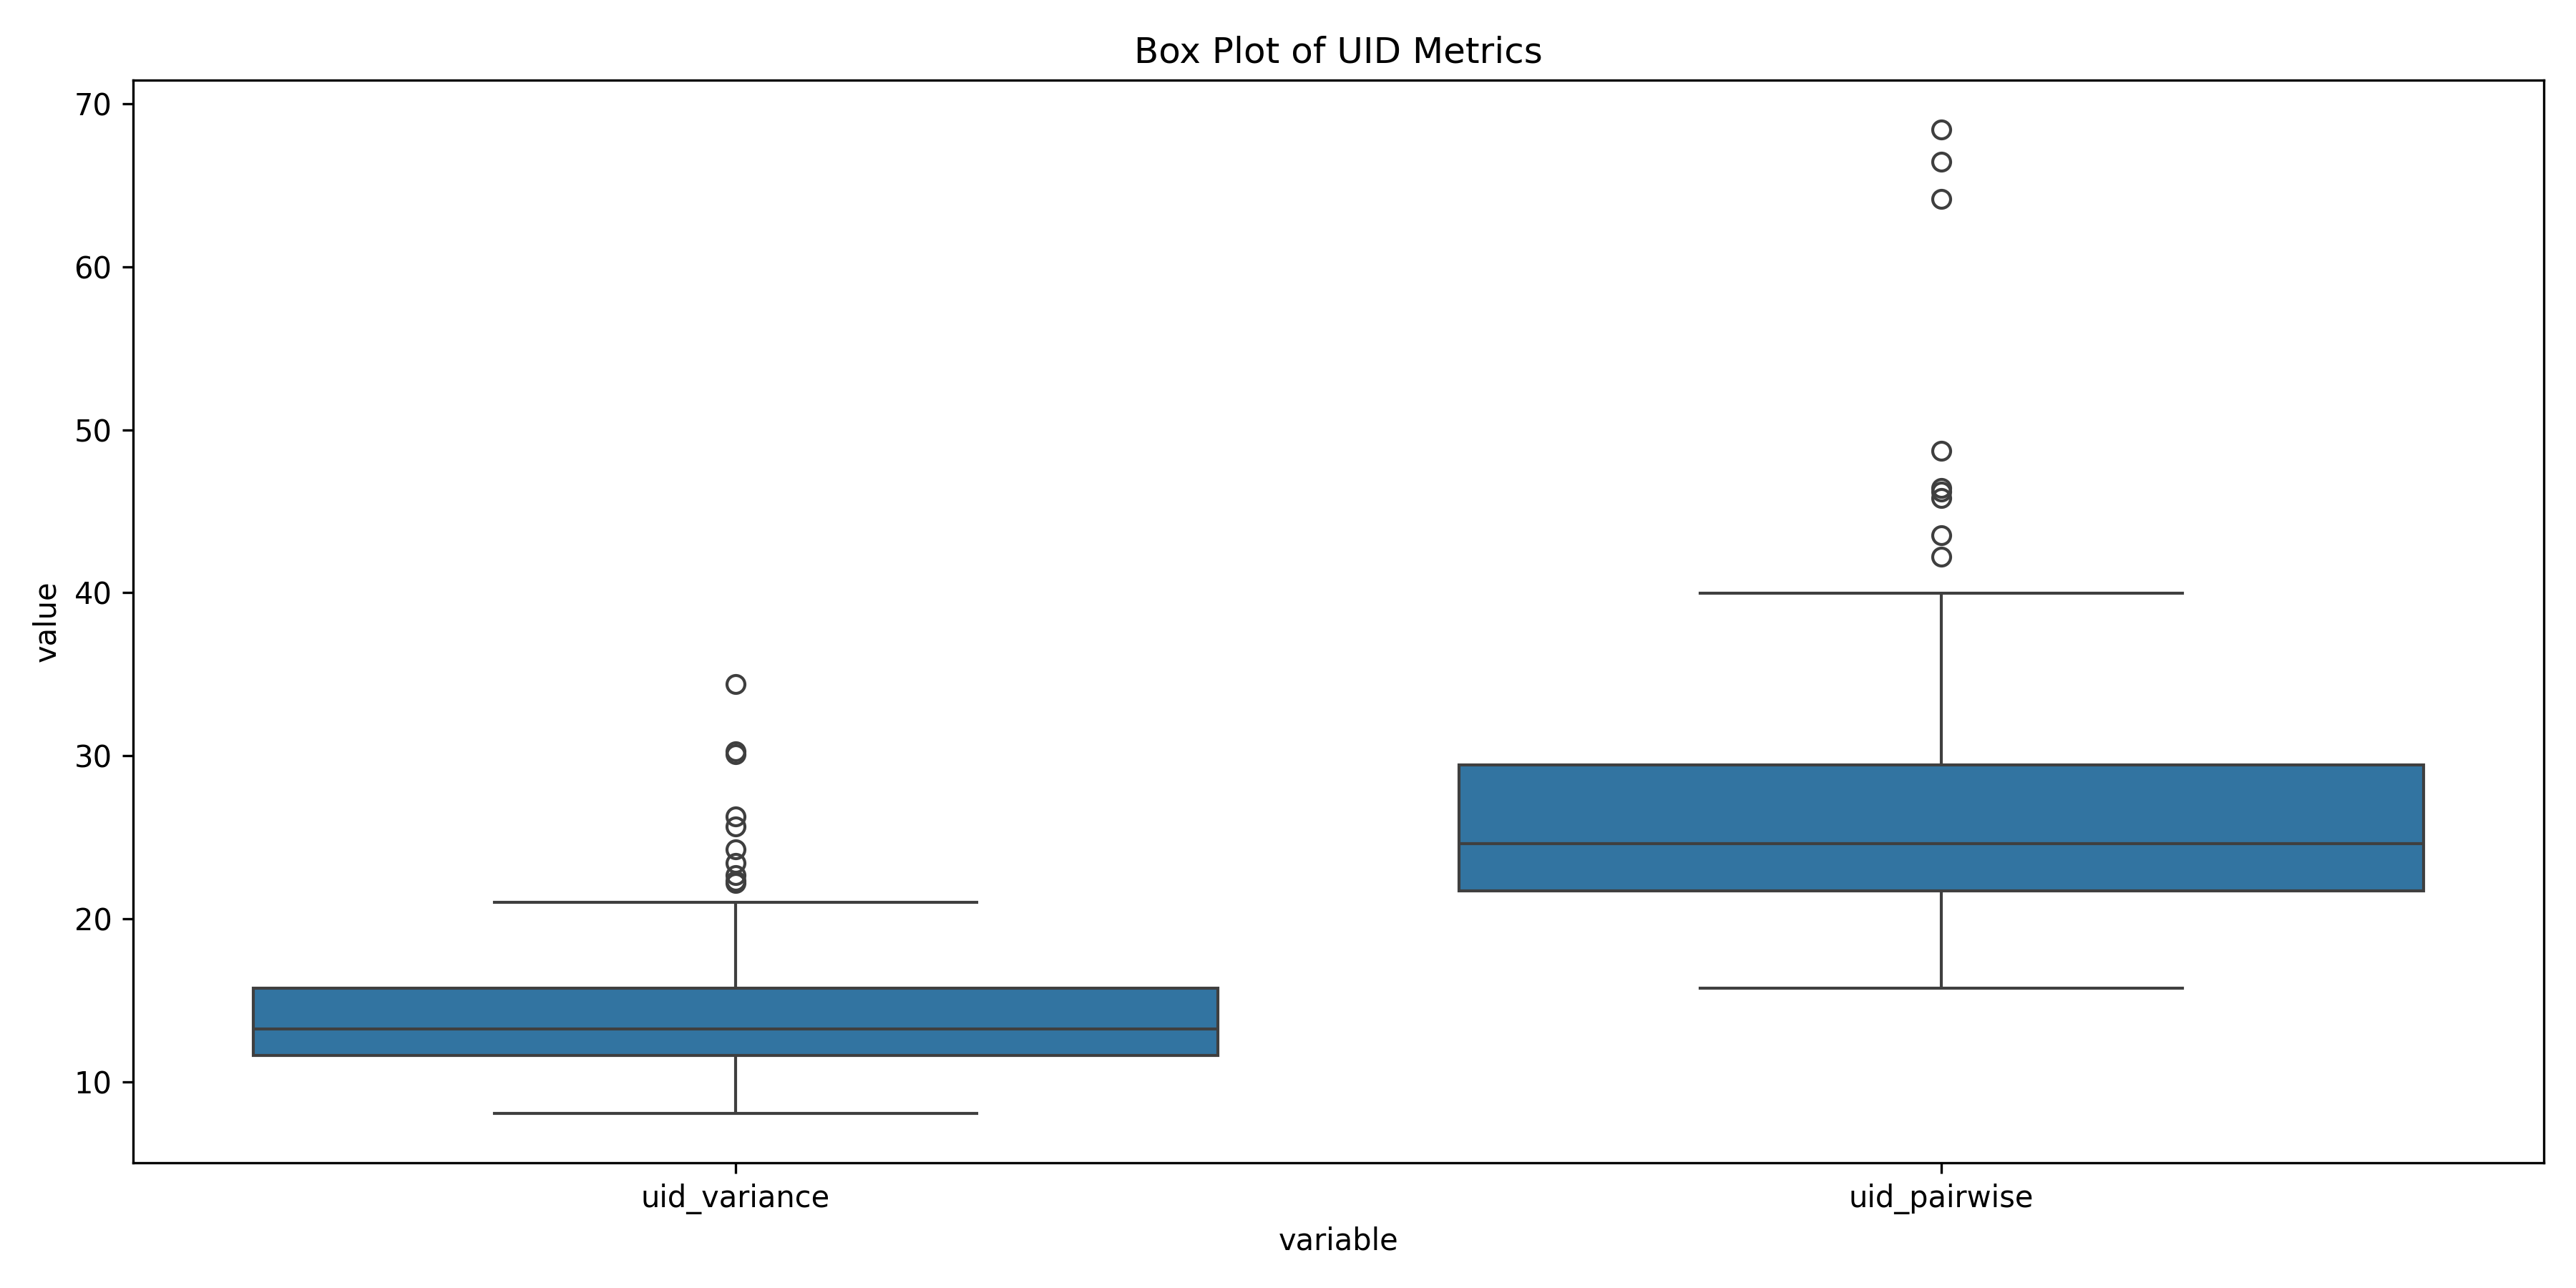 Box Plot of UID Metrics
70
60
50
40
30
20
10
value
uid_variance
uid_pairwise
variable